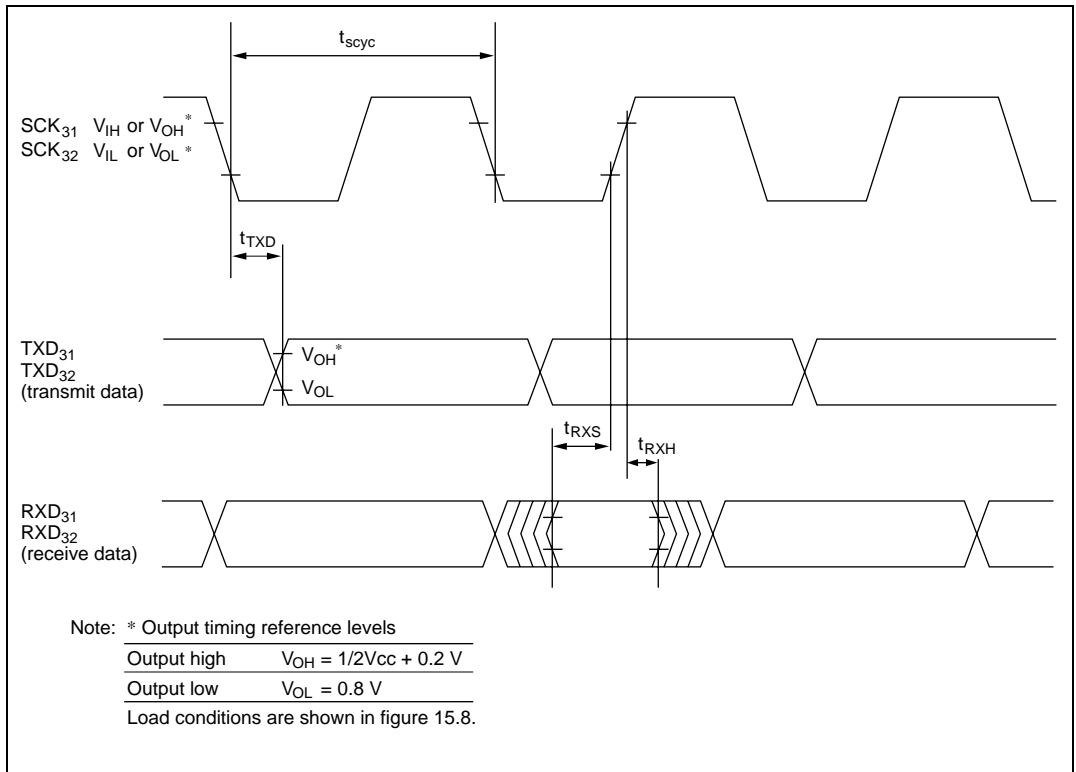 t_scyc
SCK31 VIH or VOH*
SCK32 VIL or VOL *
tTXD
TXD31
TXD32
(transmit data)
VOH*
VOL
tRXS
tRXH
RXD31
RXD32
(receive data)
Note: * Output timing reference levels
Output high VOH = 1/2Vcc + 0.2 V
Output low VOL = 0.8 V
Load conditions are shown in figure 15.8.